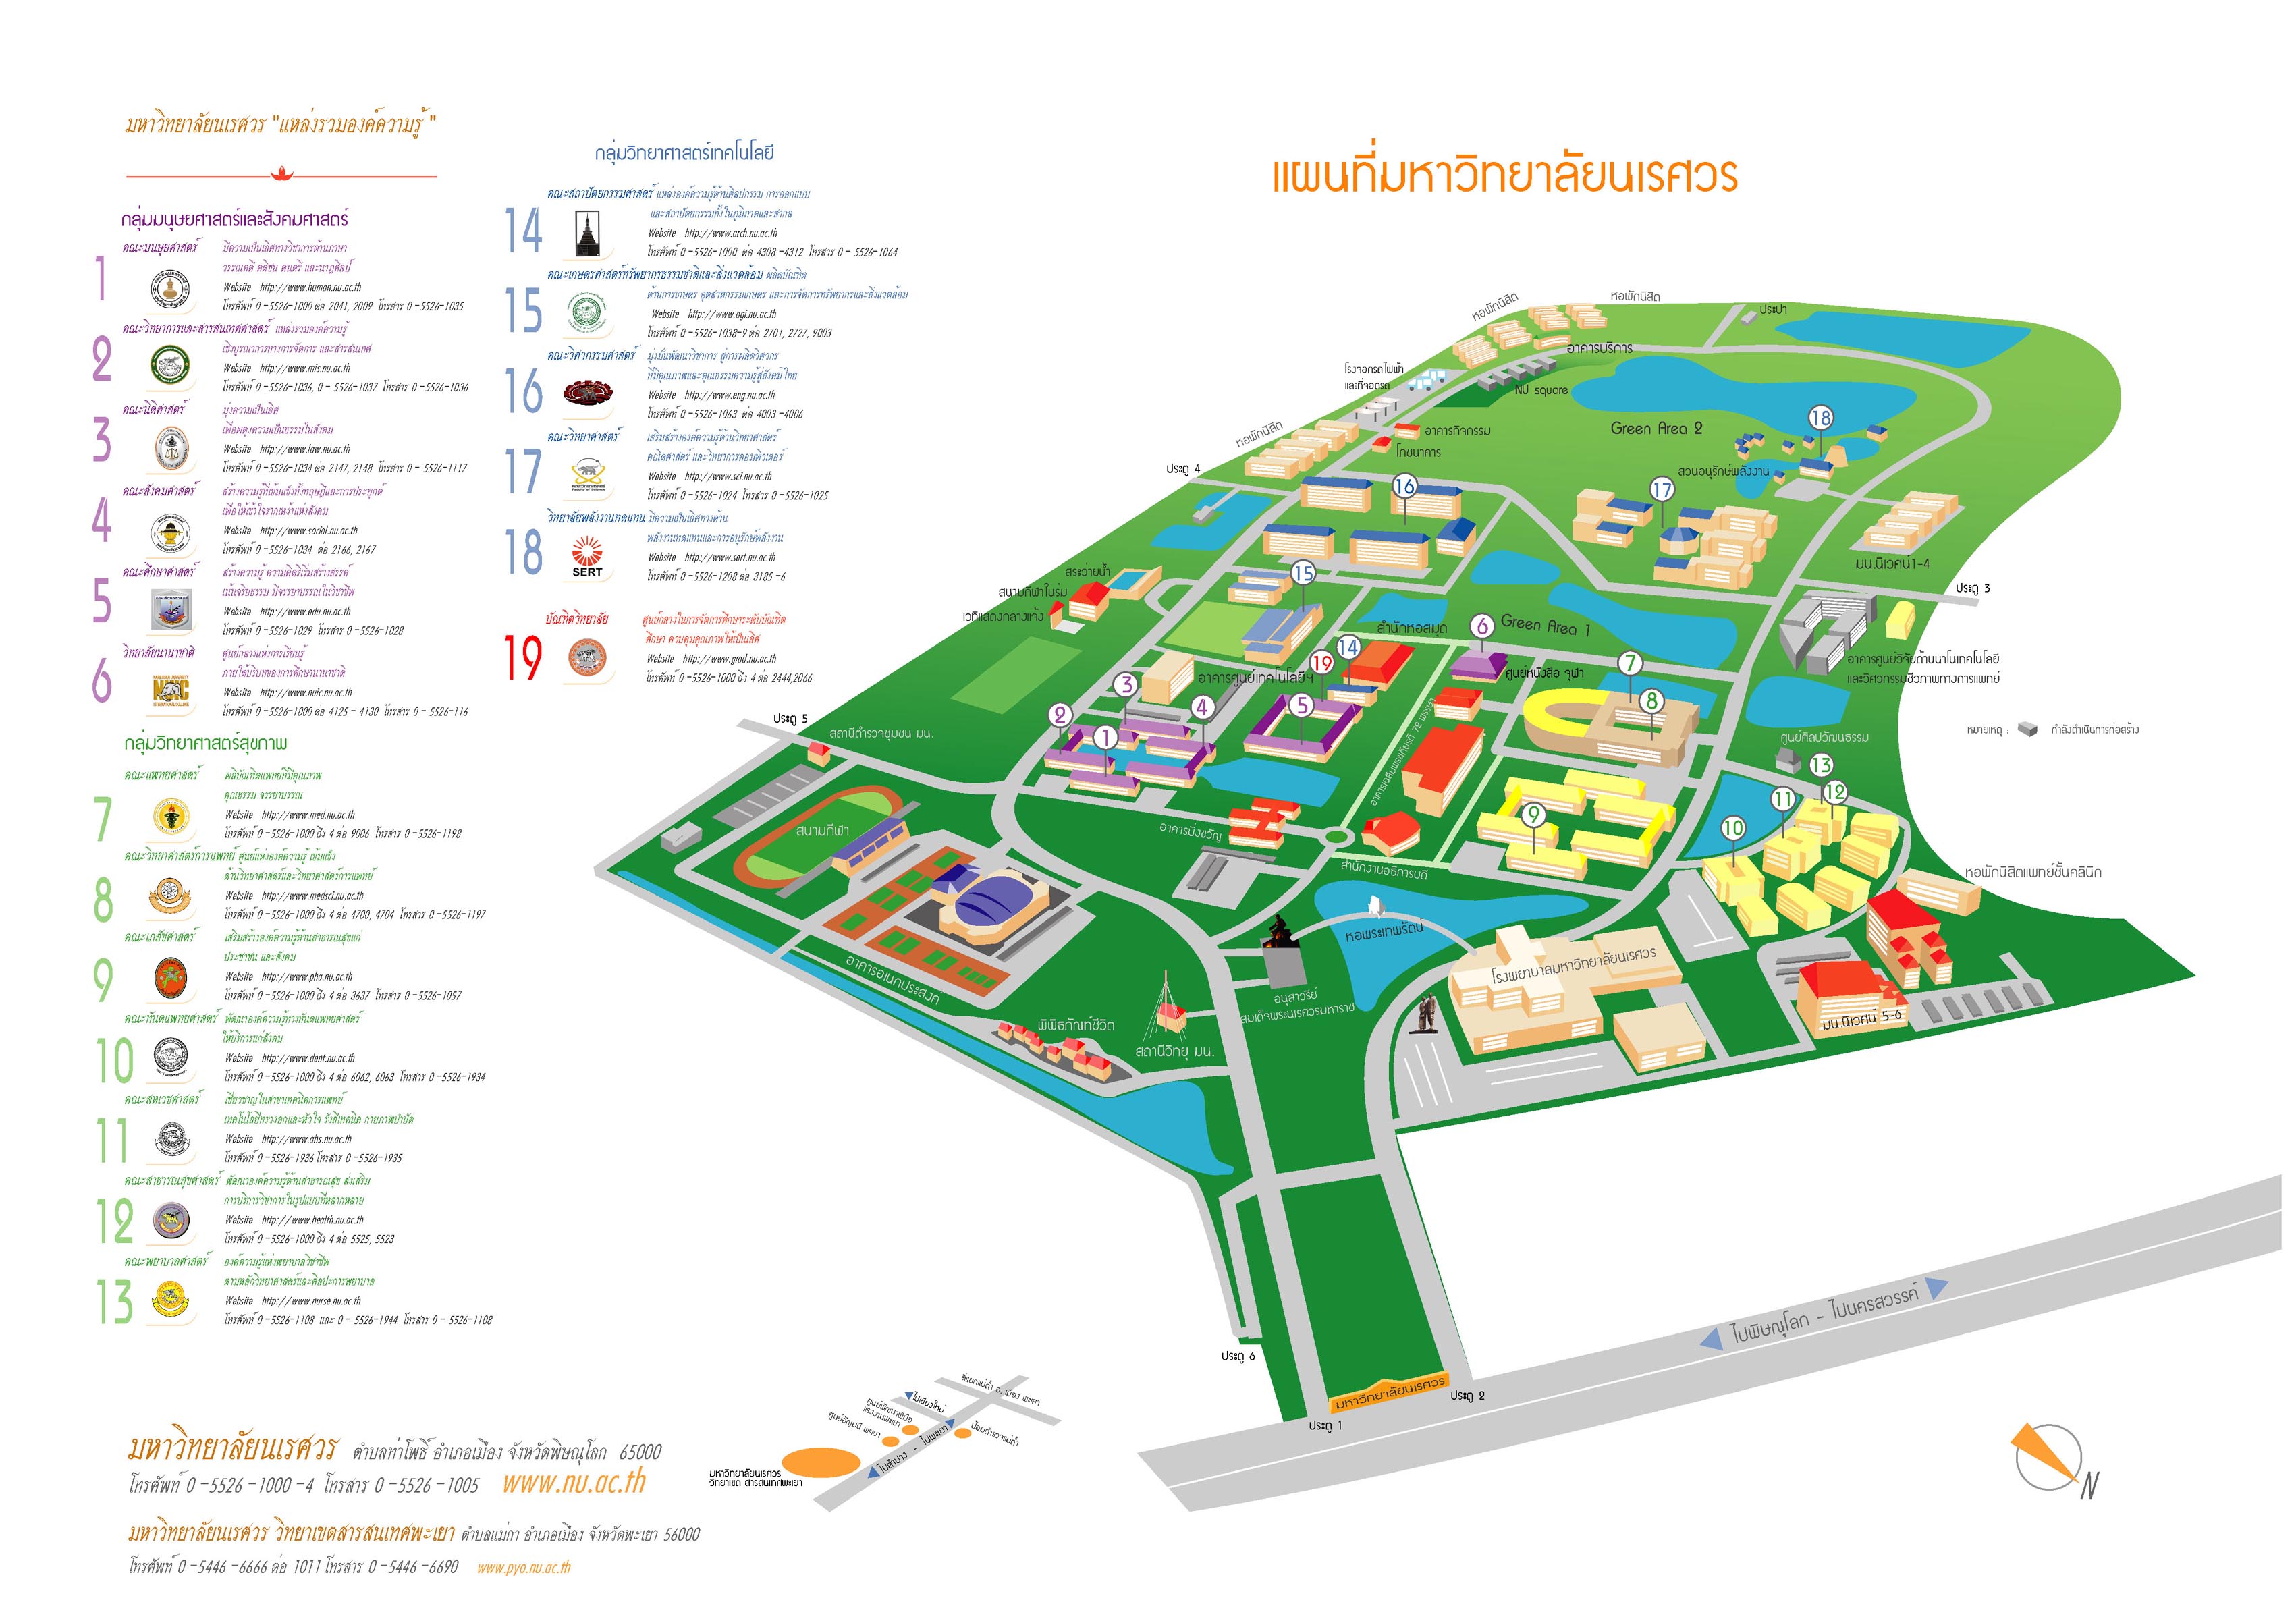 มหาวิทยาลัยนเรศวร "แหล่งรวมองค์ความรู้ "
กลุ่มมนุษยศาสตร์และสังคมศาสตร์
1
คณะมนุษยศาสตร์ มีความเป็นเลิศทางวิชาการด้านภาษา
วรรณคดี คติชน ดนตรี และนาฏศิลป์
Website http://www.human.nu.ac.th
โทรศัพท์ 0 -5526-1000 ต่อ 2041, 2009 โทรสาร 0 -5526-1035
2
คณะวิทยาการและสารสนเทศศาสตร์ แหล่งรวมองค์ความรู้
เชิงบูรณาการทางการจัดการ และสารสนเทศ
Website http://www.mis.nu.ac.th
โทรศัพท์ 0 -5526-1036, 0 - 5526-1037 โทรสาร 0 -5526-1036
3
คณะนิติศาสตร์ มุ่งความเป็นเลิศ
เพื่อผดุงความเป็นธรรมในสังคม
Website http://www.law.nu.ac.th
โทรศัพท์ 0 -5526-1034 ต่อ 2147, 2148 โทรสาร 0 - 5526-1117
4
คณะสังคมศาสตร์ สร้างความรู้ที่เข้มแข็งทั้งทฤษฎีและการประยุกต์
เพื่อให้เข้าใจรากเหง้าแห่งสังคม
Website http://www.social.nu.ac.th
โทรศัพท์ 0 -5526-1034 ต่อ 2166, 2167
5
คณะศึกษาศาสตร์ สร้างความรู้ ความคิดริเริ่มสร้างสรรค์
เน้นจริยธรรม มีจรรยาบรรณในวิชาชีพ
Website http://www.edu.nu.ac.th
โทรศัพท์ 0 -5526-1029 โทรสาร 0 -5526-1028
6
วิทยาลัยนานาชาติ ศูนย์กลางแห่งการเรียนรู้
ภายใต้บริบทของการศึกษานานาชาติ
Website http://www.nuic.nu.ac.th
โทรศัพท์ 0 -5526-1000 ต่อ 4125 - 4130 โทรสาร 0 - 5526-116
กลุ่มวิทยาศาสตร์สุขภาพ
7
คณะแพทยศาสตร์ ผลิตบัณฑิตแพทย์ที่มีคุณภาพ
คุณธรรม จรรยาบรรณ
Website http://www.med.nu.ac.th
โทรศัพท์ 0 -5526-1000 ถึง 4 ต่อ 9006 โทรสาร 0 -5526-1198
8
คณะวิทยาศาสตร์การแพทย์ ศูนย์แห่งองค์ความรู้ เข้มแข็ง
ด้านวิทยาศาสตร์และวิทยาศาสตร์การแพทย์
Website http://www.medsci.nu.ac.th
โทรศัพท์ 0 -5526-1000 ถึง 4 ต่อ 4700, 4704 โทรสาร 0 -5526-1197
9
คณะเภสัชศาสตร์ เสริมสร้างองค์ความรู้ด้านสาธารณสุขแก่
ประชาชน และสังคม
Website http://www.pha.nu.ac.th
โทรศัพท์ 0 -5526-1000 ถึง 4 ต่อ 3637 โทรสาร 0 -5526-1057
10
คณะทันตแพทยศาสตร์ พัฒนาองค์ความรู้ทางทันตแพทยศาสตร์
ให้บริการแก่สังคม
Website http://www.dent.nu.ac.th
โทรศัพท์ 0 -5526-1000 ถึง 4 ต่อ 6062, 6063 โทรสาร 0 -5526-1934
11
คณะสหเวชศาสตร์ เชี่ยวชาญในสาขาเทคนิคการแพทย์
เทคโนโลยีทรวงอกและหัวใจ รังสีเทคนิค กายภาพบำบัด
Website http://www.ahs.nu.ac.th
โทรศัพท์ 0 -5526-1936 โทรสาร 0 -5526-1935
12
คณะสาธารณสุขศาสตร์ พัฒนาองค์ความรู้ด้านสาธารณสุข ส่งเสริม
การบริการวิชาการในรูปแบบที่หลากหลาย
Website http://www.health.nu.ac.th
โทรศัพท์ 0 -5526-1000 ถึง 4 ต่อ 5525, 5523
13
คณะพยาบาลศาสตร์ องค์ความรู้แห่งพยาบาลวิชาชีพ
ตามหลักวิทยาศาสตร์และศิลปะการพยาบาล
Website http://www.nurse.nu.ac.th
โทรศัพท์ 0 -5526-1108 และ 0 - 5526-1944 โทรสาร 0 - 5526-1108
กลุ่มวิทยาศาสตร์เทคโนโลยี
14
คณะสถาปัตยกรรมศาสตร์ แหล่งองค์ความรู้ด้านศิลปกรรม การออกแบบ
และสถาปัตยกรรมทั้งในภูมิภาคและสากล
Website http://www.arch.nu.ac.th
โทรศัพท์ 0 -5526-1000 ต่อ 4308 -4312 โทรสาร 0 - 5526-1064
15
คณะเกษตรศาสตร์ทรัพยากรธรรมชาติและสิ่งแวดล้อม ผลิตบัณฑิต
ด้านการเกษตร อุตสาหกรรมเกษตร และการจัดการทรัพยากรและสิ่งแวดล้อม
Website http://www.agi.nu.ac.th
โทรศัพท์ 0 -5526-1038-9 ต่อ 2701, 2727, 9003
16
คณะวิศวกรรมศาสตร์ มุ่งมั่นพัฒนาวิชาการ สู่การผลิตวิศวกร
ที่มีคุณภาพและคุณธรรมความรู้สู่สังคมไทย
Website http://www.eng.nu.ac.th
โทรศัพท์ 0 -5526-1063 ต่อ 4003 -4006
17
คณะวิทยาศาสตร์ เสริมสร้างองค์ความรู้ด้านวิทยาศาสตร์
คณิตศาสตร์ และวิทยาการคอมพิวเตอร์
Website http://www.sci.nu.ac.th
โทรศัพท์ 0 -5526-1024 โทรสาร 0 -5526-1025
18
วิทยาลัยพลังงานทดแทน มีความเป็นเลิศทางด้าน
พลังงานทดแทนและการอนุรักษ์พลังงาน
SERT
Website http://www.sert.nu.ac.th
โทรศัพท์ 0 -5526-1208 ต่อ 3185 -6
19
บัณฑิตวิทยาลัย ศูนย์กลางในการจัดการศึกษาระดับบัณฑิต
ศึกษา ควบคุมคุณภาพให้เป็นเลิศ
Website http://www.grad.nu.ac.th
โทรศัพท์ 0 -5526-1000 ถึง 4 ต่อ 2444,2066
แผนที่มหาวิทยาลัยนเรศวร
หอพักนิสิต
หอพักนิสิต
ประปา
อาคารบริการ
โรงจอดรถไฟฟ้า
และที่จอดรถ
NU square
หอพักนิสิต
อาคารกิจกรรม
โภชนาคาร
Green Area 2
18
ประตู 4
สวนอนุรักษ์พลังงาน
16
17
มน.นิเวศน์1-4
สระว่ายน้ำ
สนามกีฬาในร่ม
เวทีแสดงกลางแจ้ง
15
ประตู 3
สำนักหอสมุด
6
Green Area 1
14
19
อาคารศูนย์เทคโนโลยีฯ
ศูนย์หนังสือ จุฬา
7
อาคารศูนย์วิจัยด้านนาโนเทคโนโลยี
และวิศวกรรมชีวภาพทางการแพทย์
3
2
4
5
8
1
ประตู 5
สถานีตำรวจชุมชน มน.
ศูนย์ศิลปวัฒนธรรม
หมายเหตุ : กำลังดำเนินการก่อสร้าง
อาคารเฉลิมพระเกียรติ 72 พรรษา
13
12
11
10
9
สนามกีฬา
อาคารมิ่งขวัญ
สำนักงานอธิการบดี
หอพักนิสิตแพทย์ชั้นคลินิก
หอพระเทพรัตน์
โรงพยาบาลมหาวิทยาลัยนเรศวร
อาคารอเนกประสงค์
อนุสาวรีย์
สมเด็จพระนเรศวรมหาราช
พิพิธภัณฑ์ชีวิต
สถานีวิทยุ มน.
มน.นิเวศน์ 5-6
ไปพิษณุโลก - ไปนครสวรรค์
ประตู 6
มหาวิทยาลัยนเรศวร
ประตู 1
ประตู 2
N
สี่แยกแม่ต๋ำ อ. เมือง พะเยา
ไปเชียงใหม่
ศูนย์พัฒนาฝีมือ
แรงงานพะเยา
ป้อมตำรวจแม่ต๋ำ
ไปลำปาง - ไปพะเยา
มหาวิทยาลัยนเรศวร
วิทยาเขต สารสนเทศพะเยา
มหาวิทยาลัยนเรศวร ตำบลท่าโพธิ์ อำเภอเมือง จังหวัดพิษณุโลก 65000
โทรศัพท์ 0 -5526 -1000 -4 โทรสาร 0 -5526 -1005 www.nu.ac.th
มหาวิทยาลัยนเรศวร วิทยาเขตสารสนเทศพะเยา ตำบลแม่กา อำเภอเมือง จังหวัดพะเยา 56000
โทรศัพท์ 0 -5446 -6666 ต่อ 1011 โทรสาร 0 -5446 -6690 www.pyo.nu.ac.th